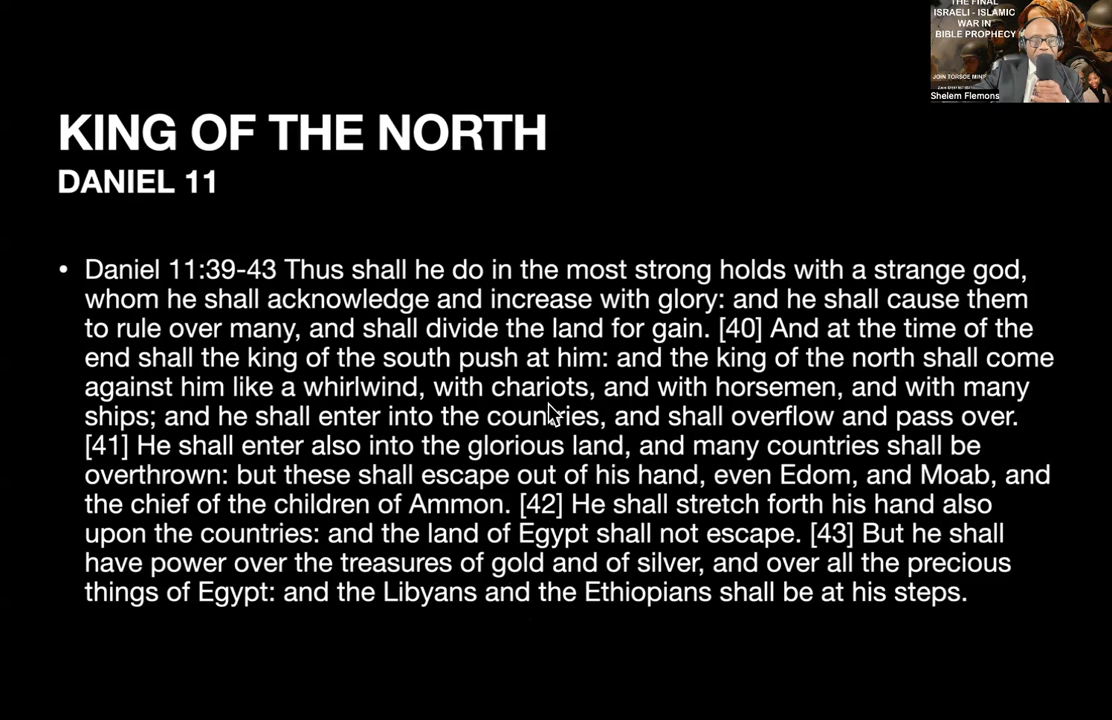 THE FINAL
ISRAELI - ISLAMIC
WAR IN
BIBLE PROPHECY
Shelem Flemons
KING OF THE NORTH
DANIEL 11
• Daniel 11:39-43 Thus shall he do in the most strong holds with a strange god,
whom he shall acknowledge and increase with glory: and he shall cause them
to rule over many, and shall divide the land for gain. [40] And at the time of the
end shall the king of the south push at him: and the king of the north shall come
against him like a whirlwind, with chariots, and with horsemen, and with many
ships; and he shall enter into the countries, and shall overflow and pass over.
[41] He shall enter also into the glorious land, and many countries shall be
overthrown: but these shall escape out of his hand, even Edom, and Moab, and
the chief of the children of Ammon. [42] He shall stretch forth his hand also
upon the countries: and the land of Egypt shall not escape. [43] But he shall
have power over the treasures of gold and of silver, and over all the precious
things of Egypt: and the Libyans and the Ethiopians shall be at his steps.